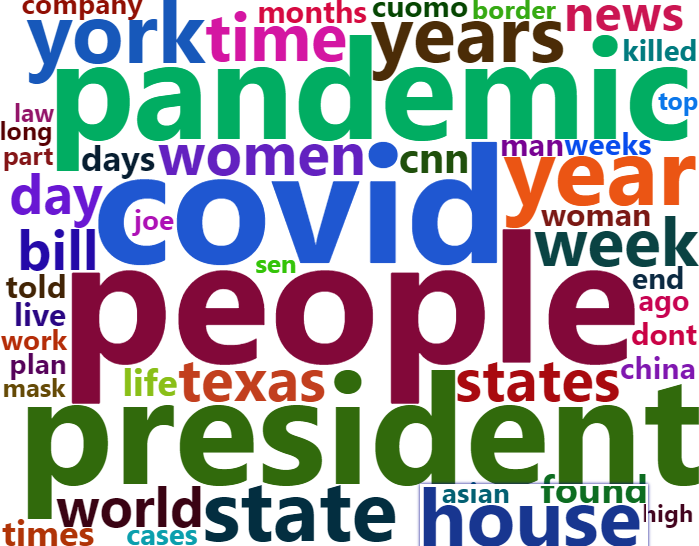 company
months
cuomo
border
news
york
time
years
killed
pandemic
top
law
long
part
days
women
cnn
man
weeks
day
covid
year
joe
woman
bill
week
sen
told
people
end
ago
live
work
dont
plan
china
mask
life
texas
states
president
world
state
asian
found
house
high
times
cases